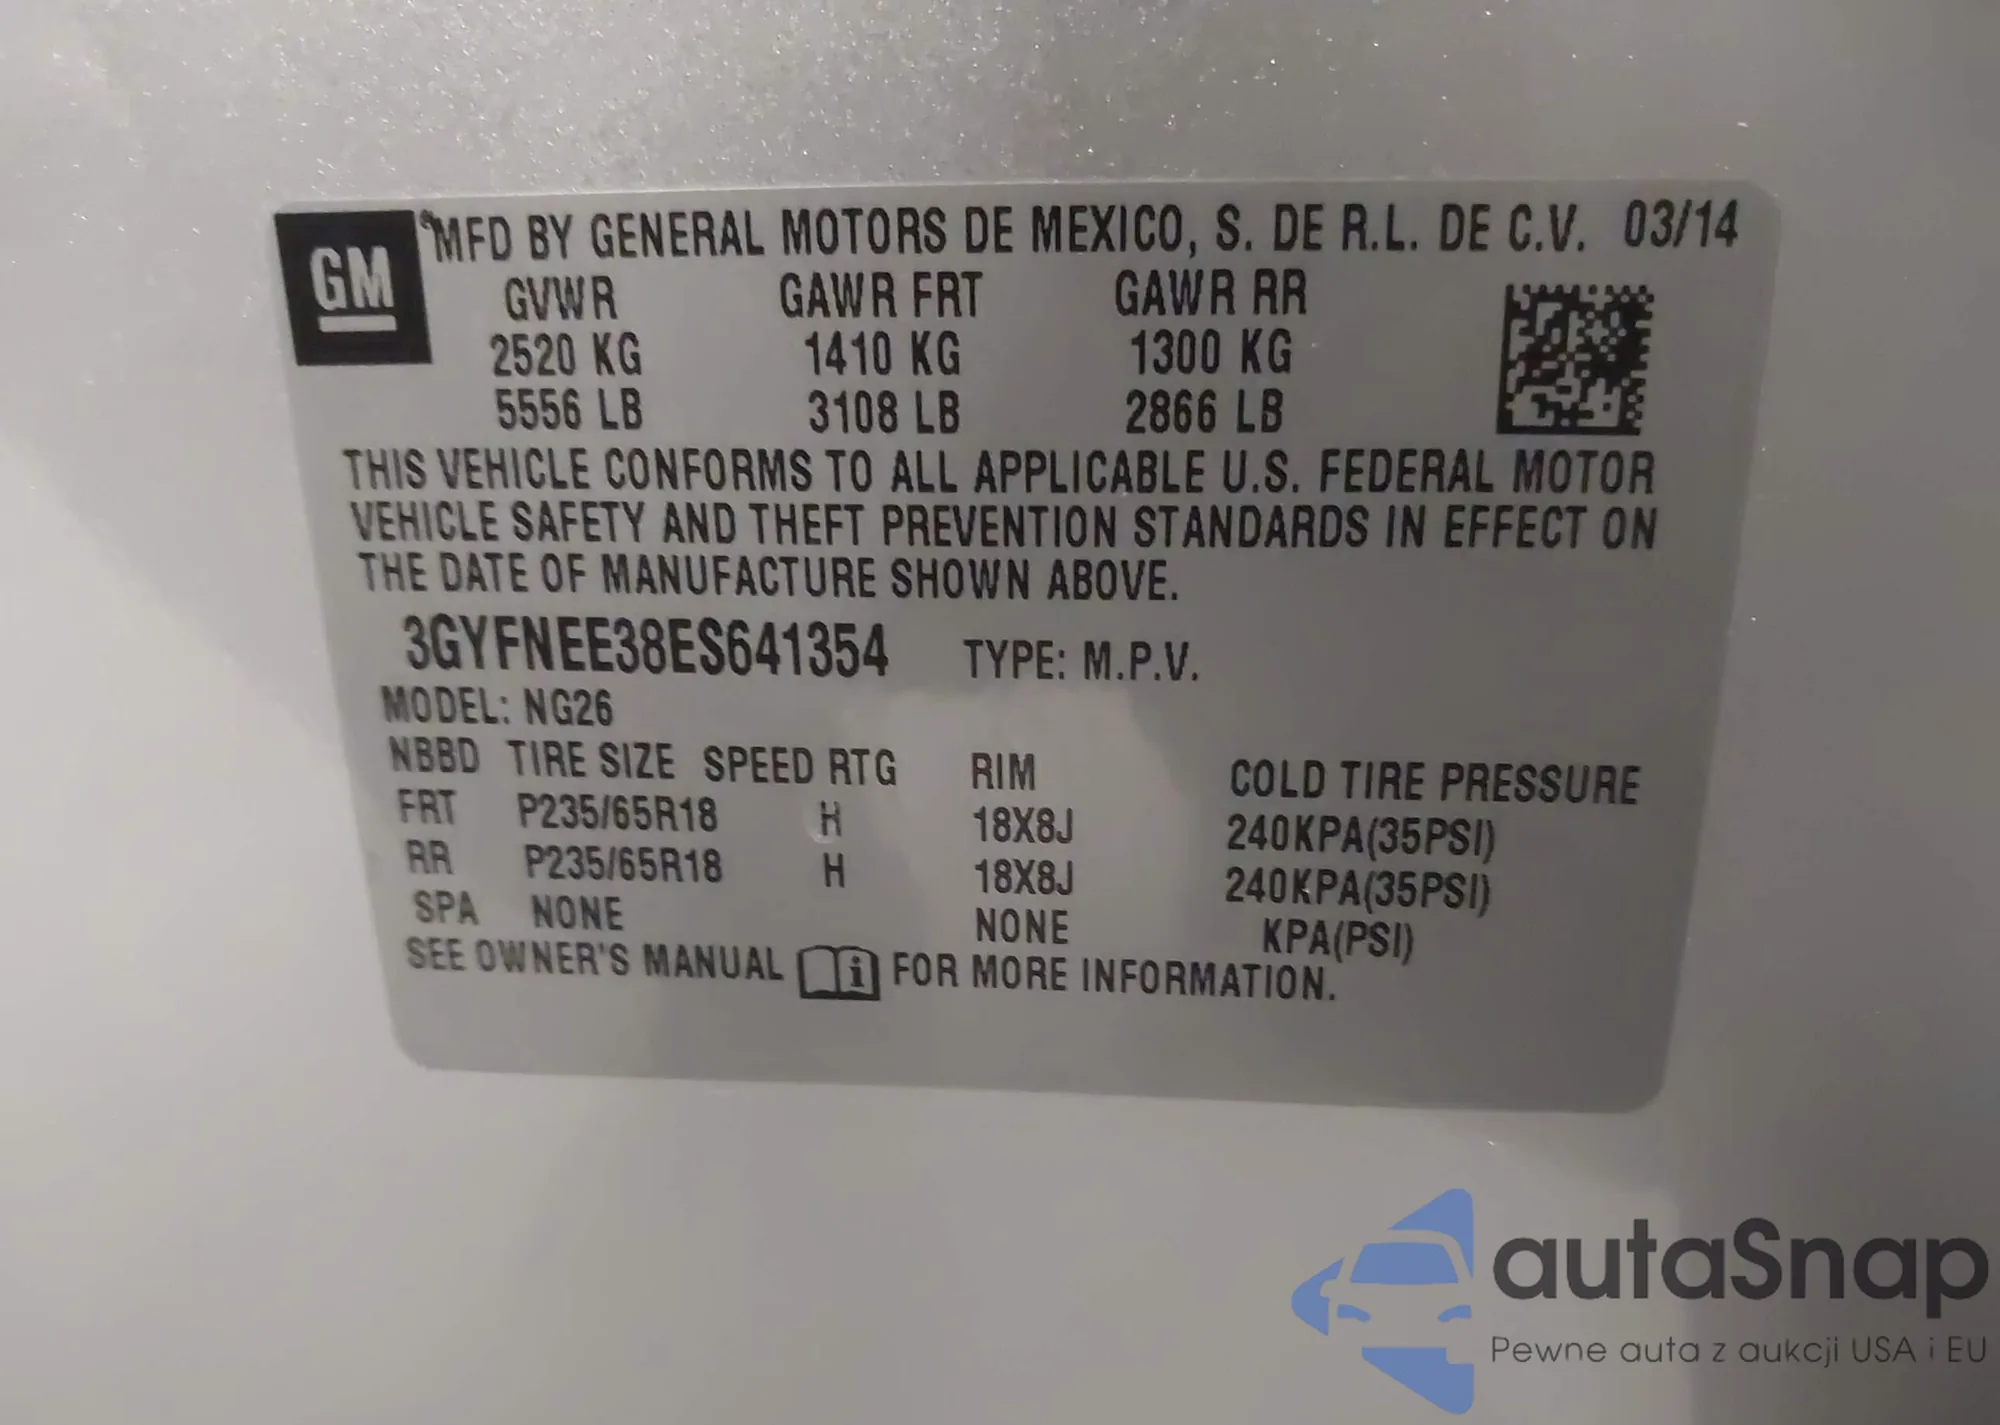 GM MFD BY GENERAL MOTORS DE MEXICO, S. DE R.L. DE C.V. 03/14
GVWR GAWR FRT GAWR RR
2520 KG 1410 KG 1300 KG
5556 LB 3108 LB 2866 LB
THIS VEHICLE CONFORMS TO ALL APPLICABLE U.S. FEDERAL MOTOR
VEHICLE SAFETY AND THEFT PREVENTION STANDARDS IN EFFECT ON
THE DATE OF MANUFACTURE SHOWN ABOVE.
3GYFNEE38ES641354 TYPE: M.P.V.
MODEL: NG26
NBBD TIRE SIZE SPEED RTG RIM COLD TIRE PRESSURE
FRT P235/65R18 H 18X8J 240KPA(35PSI)
RR P235/65R18 H 18X8J 240KPA(35PSI)
SPA NONE NONE KPA(PSI)
SEE OWNER'S MANUAL i FOR MORE INFORMATION.
autaSnap
Pewne auta z aukcji USA i EU